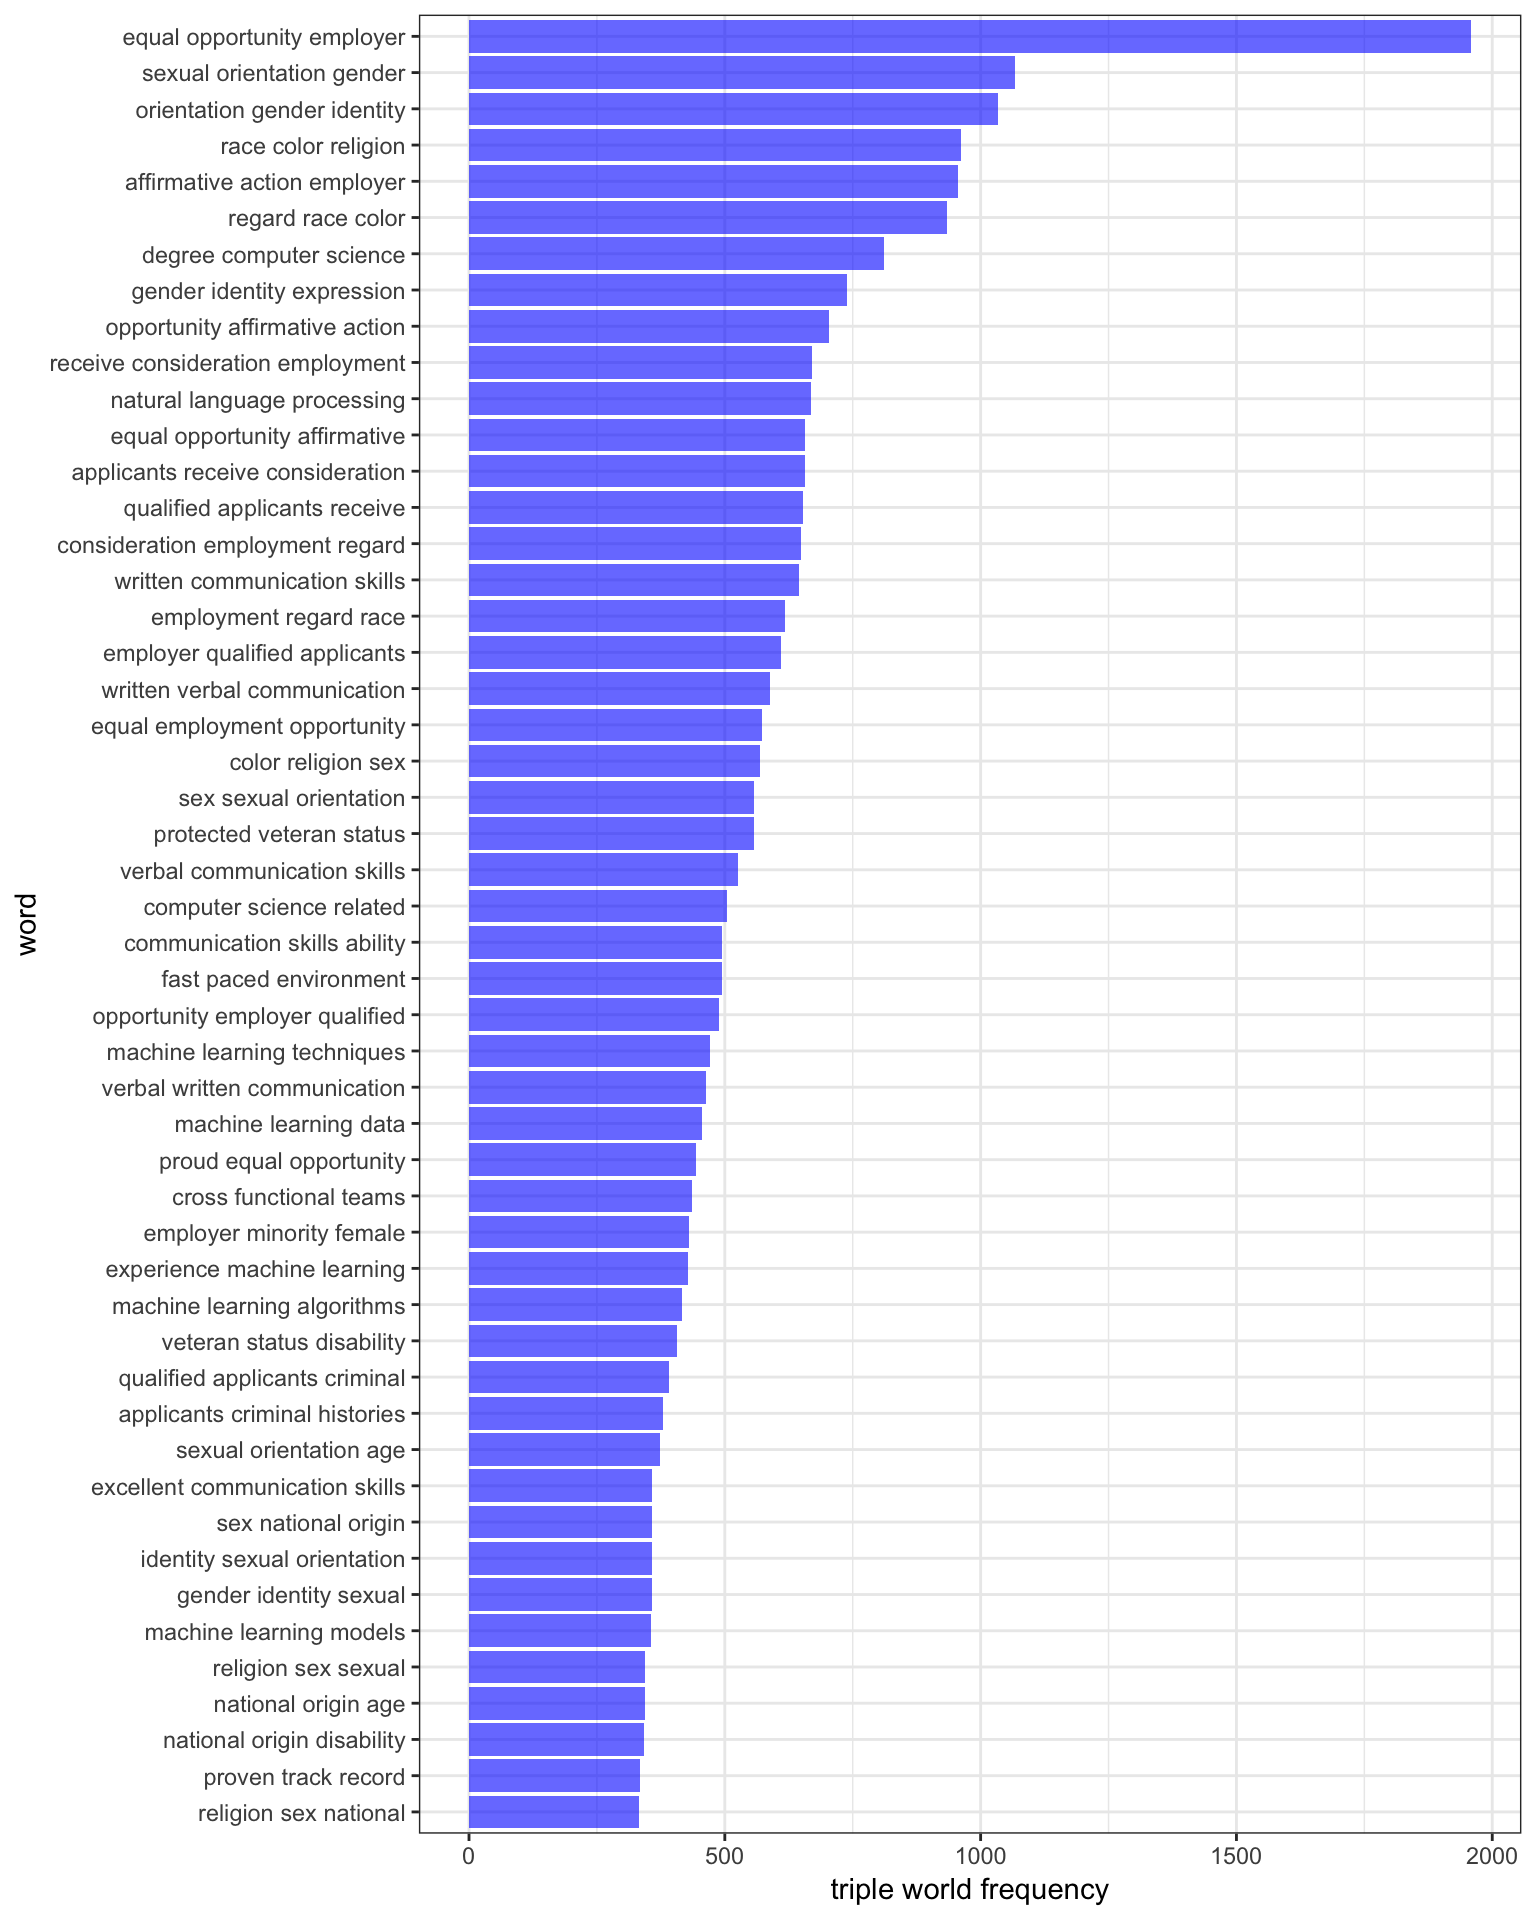 equal opportunity employer
sexual orientation gender
orientation gender identity
race color religion
affirmative action employer
regard race color
degree computer science
gender identity expression
opportunity affirmative action
receive consideration employment
natural language processing
equal opportunity affirmative
applicants receive consideration
qualified applicants receive
consideration employment regard
written communication skills
employment regard race
employer qualified applicants
written verbal communication
equal employment opportunity
color religion sex
sex sexual orientation
protected veteran status
verbal communication skills
computer science related
communication skills ability
fast paced environment
opportunity employer qualified
machine learning techniques
verbal written communication
machine learning data
proud equal opportunity
cross functional teams
employer minority female
experience machine learning
machine learning algorithms
veteran status disability
qualified applicants criminal
applicants criminal histories
sexual orientation age
excellent communication skills
sex national origin
identity sexual orientation
gender identity sexual
machine learning models
religion sex sexual
national origin age
national origin disability
proven track record
religion sex national
word
0 500 1000 1500 2000
triple world frequency